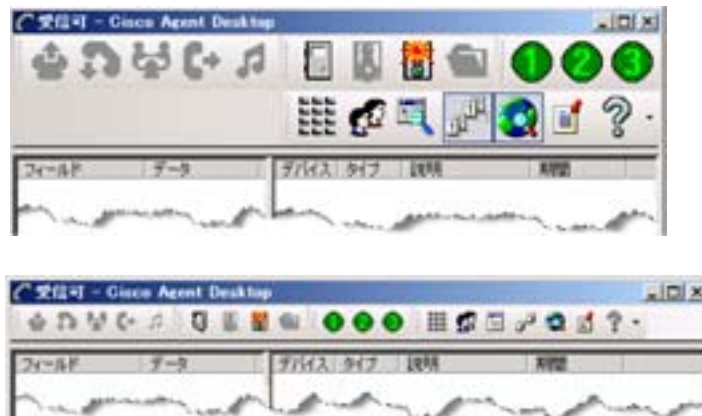 受信可 - Cisco Agent Desktop
1 2 3
フィールド データ デバイス タイプ 説明 期間
受信可 - Cisco Agent Desktop
フィールド データ デバイス タイプ 説明 期間